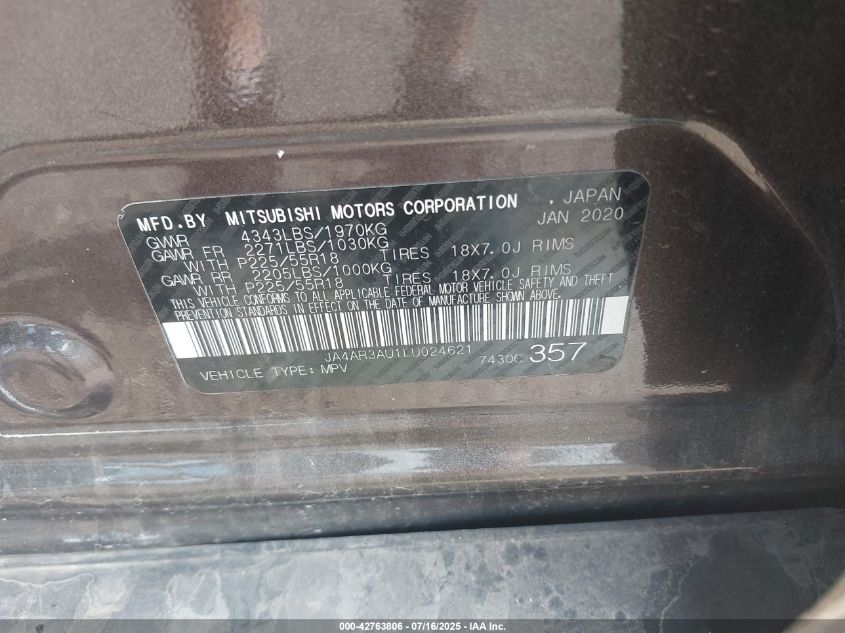 MFD.BY MITSUBISHI MOTORS CORPORATION . JAPAN
GVWR 4343LBS/1970KG JAN 2020
GAWR FR 2271LBS/1030KG
WITH P225/55R18 TIRES 18X7.0J RIMS
GAWR RR 2205LBS/1000KG
WITH P225/55R18 TIRES 18X7.0J RIMS
THIS VEHICLE CONFORMS TO ALL APPLICABLE FEDERAL MOTOR VEHICLE SAFETY AND THEFT
PREVENTION STANDARDS IN EFFECT ON THE DATE OF MANUFACTURE SHOWN ABOVE.
JA4AR3AU1LU024621
VEHICLE TYPE: MPV 7430C 357
000-42763806 - 07/16/2025 - IAA Inc.